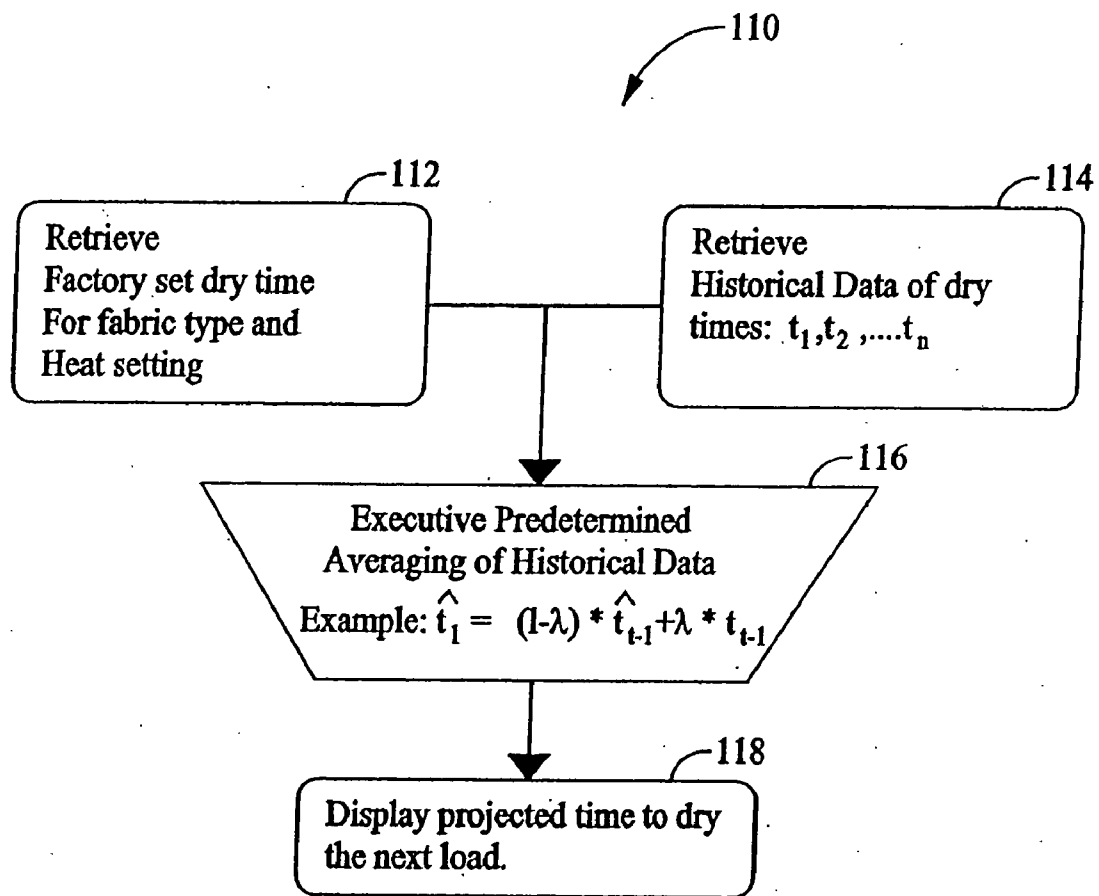 110
112
Retrieve
Factory set dry time
For fabric type and
Heat setting
114
Retrieve
Historical Data of dry
times: t₁,t₂ ,....tₙ
116
Executive Predetermined
Averaging of Historical Data
Example: t̂₁ = (1-λ) * t̂ₜ₋₁+λ * tₜ₋₁
118
Display projected time to dry
the next load.